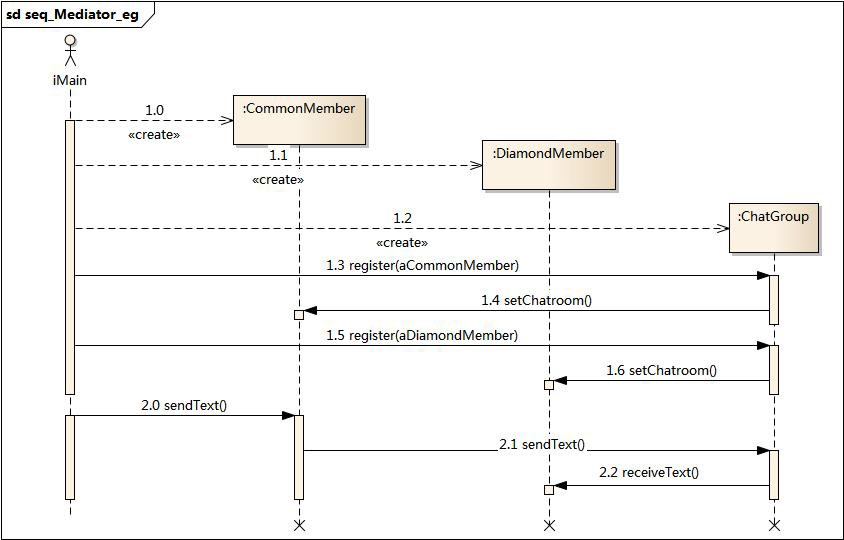 sd seq_Mediator_eg
iMain
1.0
:CommonMember
«create»
1.1
:DiamondMember
«create»
1.2
:ChatGroup
«create»
1.3 register(aCommonMember)
1.4 setChatroom()
1.5 register(aDiamondMember)
1.6 setChatroom()
2.0 sendText()
2.1 sendText()
2.2 receiveText()